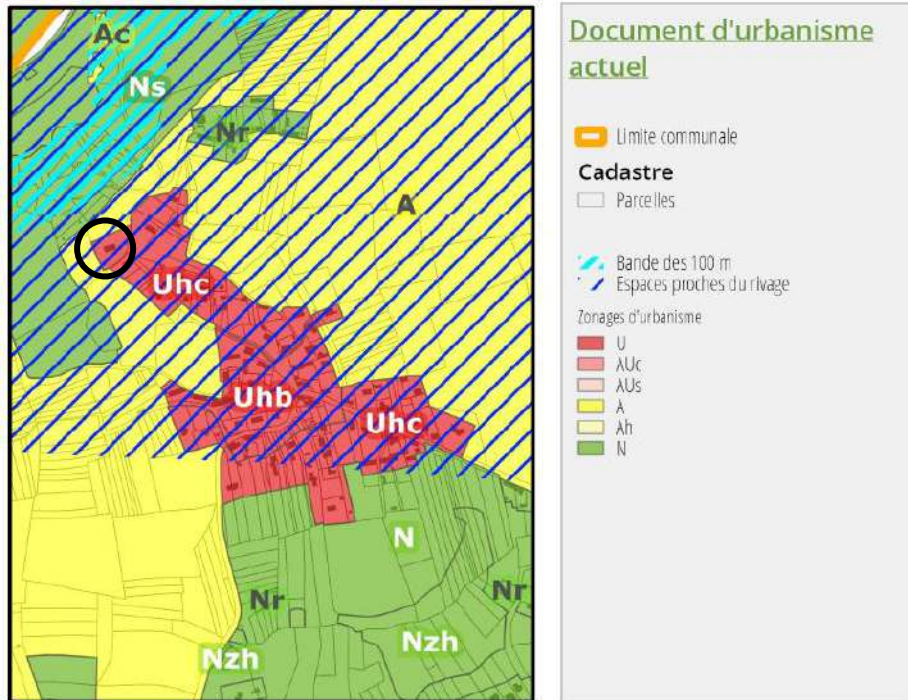 Ac
Ns
Nr
A
Uhc
Uhb
Uhc
N
Nr
Nr
Nzh
Nzh
Document d'urbanisme
actuel
Limite communale
Cadastre
Parcelles
Bande des 100 m
Espaces proches du rivage
Zonages d'urbanisme
U
AUc
AUs
A
Ah
N